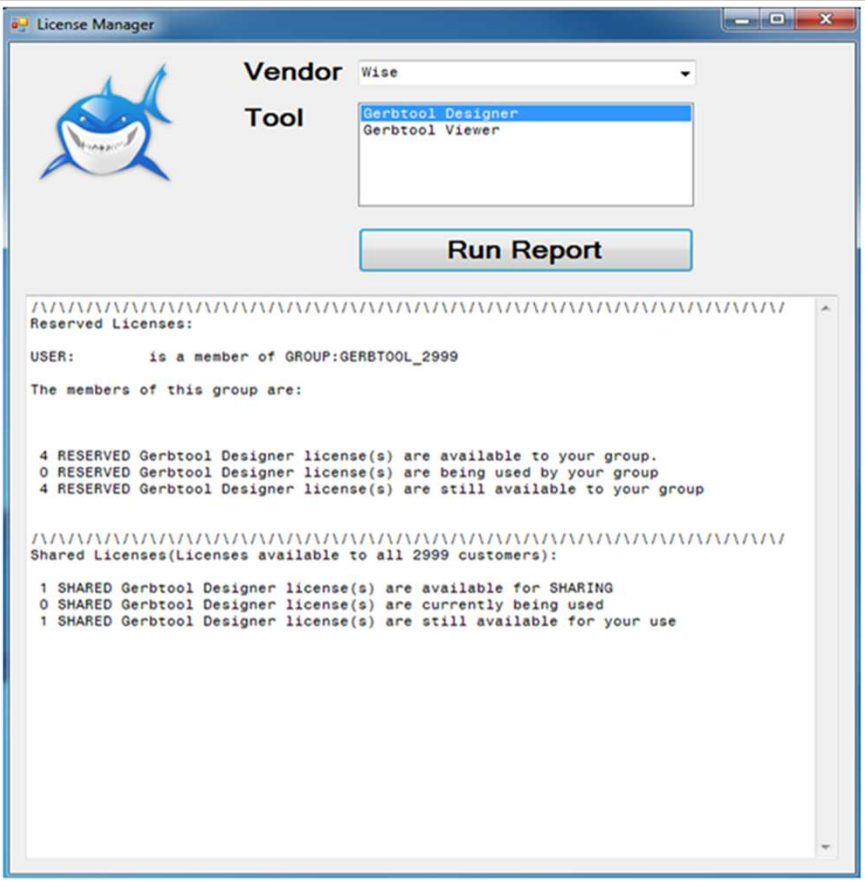 License Manager
Vendor Wise
Tool Gerbtool Designer
Gerbtool Viewer
Run Report
/\/\/\/\/\/\/\/\/\/\/\/\/\/\/\/\/\/\/\/\/\/\/\/\/\/\/\/\/\/\/\/\/\/\/\/\/\/\/\/\/\/
Reserved Licenses:
USER: is a member of GROUP:GERBTOOL_2999
The members of this group are:
4 RESERVED Gerbtool Designer license(s) are available to your group.
0 RESERVED Gerbtool Designer license(s) are being used by your group
4 RESERVED Gerbtool Designer license(s) are still available to your group
/\/\/\/\/\/\/\/\/\/\/\/\/\/\/\/\/\/\/\/\/\/\/\/\/\/\/\/\/\/\/\/\/\/\/\/\/\/\/\/\/\/
Shared Licenses(Licenses available to all 2999 customers):
1 SHARED Gerbtool Designer license(s) are available for SHARING
0 SHARED Gerbtool Designer license(s) are currently being used
1 SHARED Gerbtool Designer license(s) are still available for your use